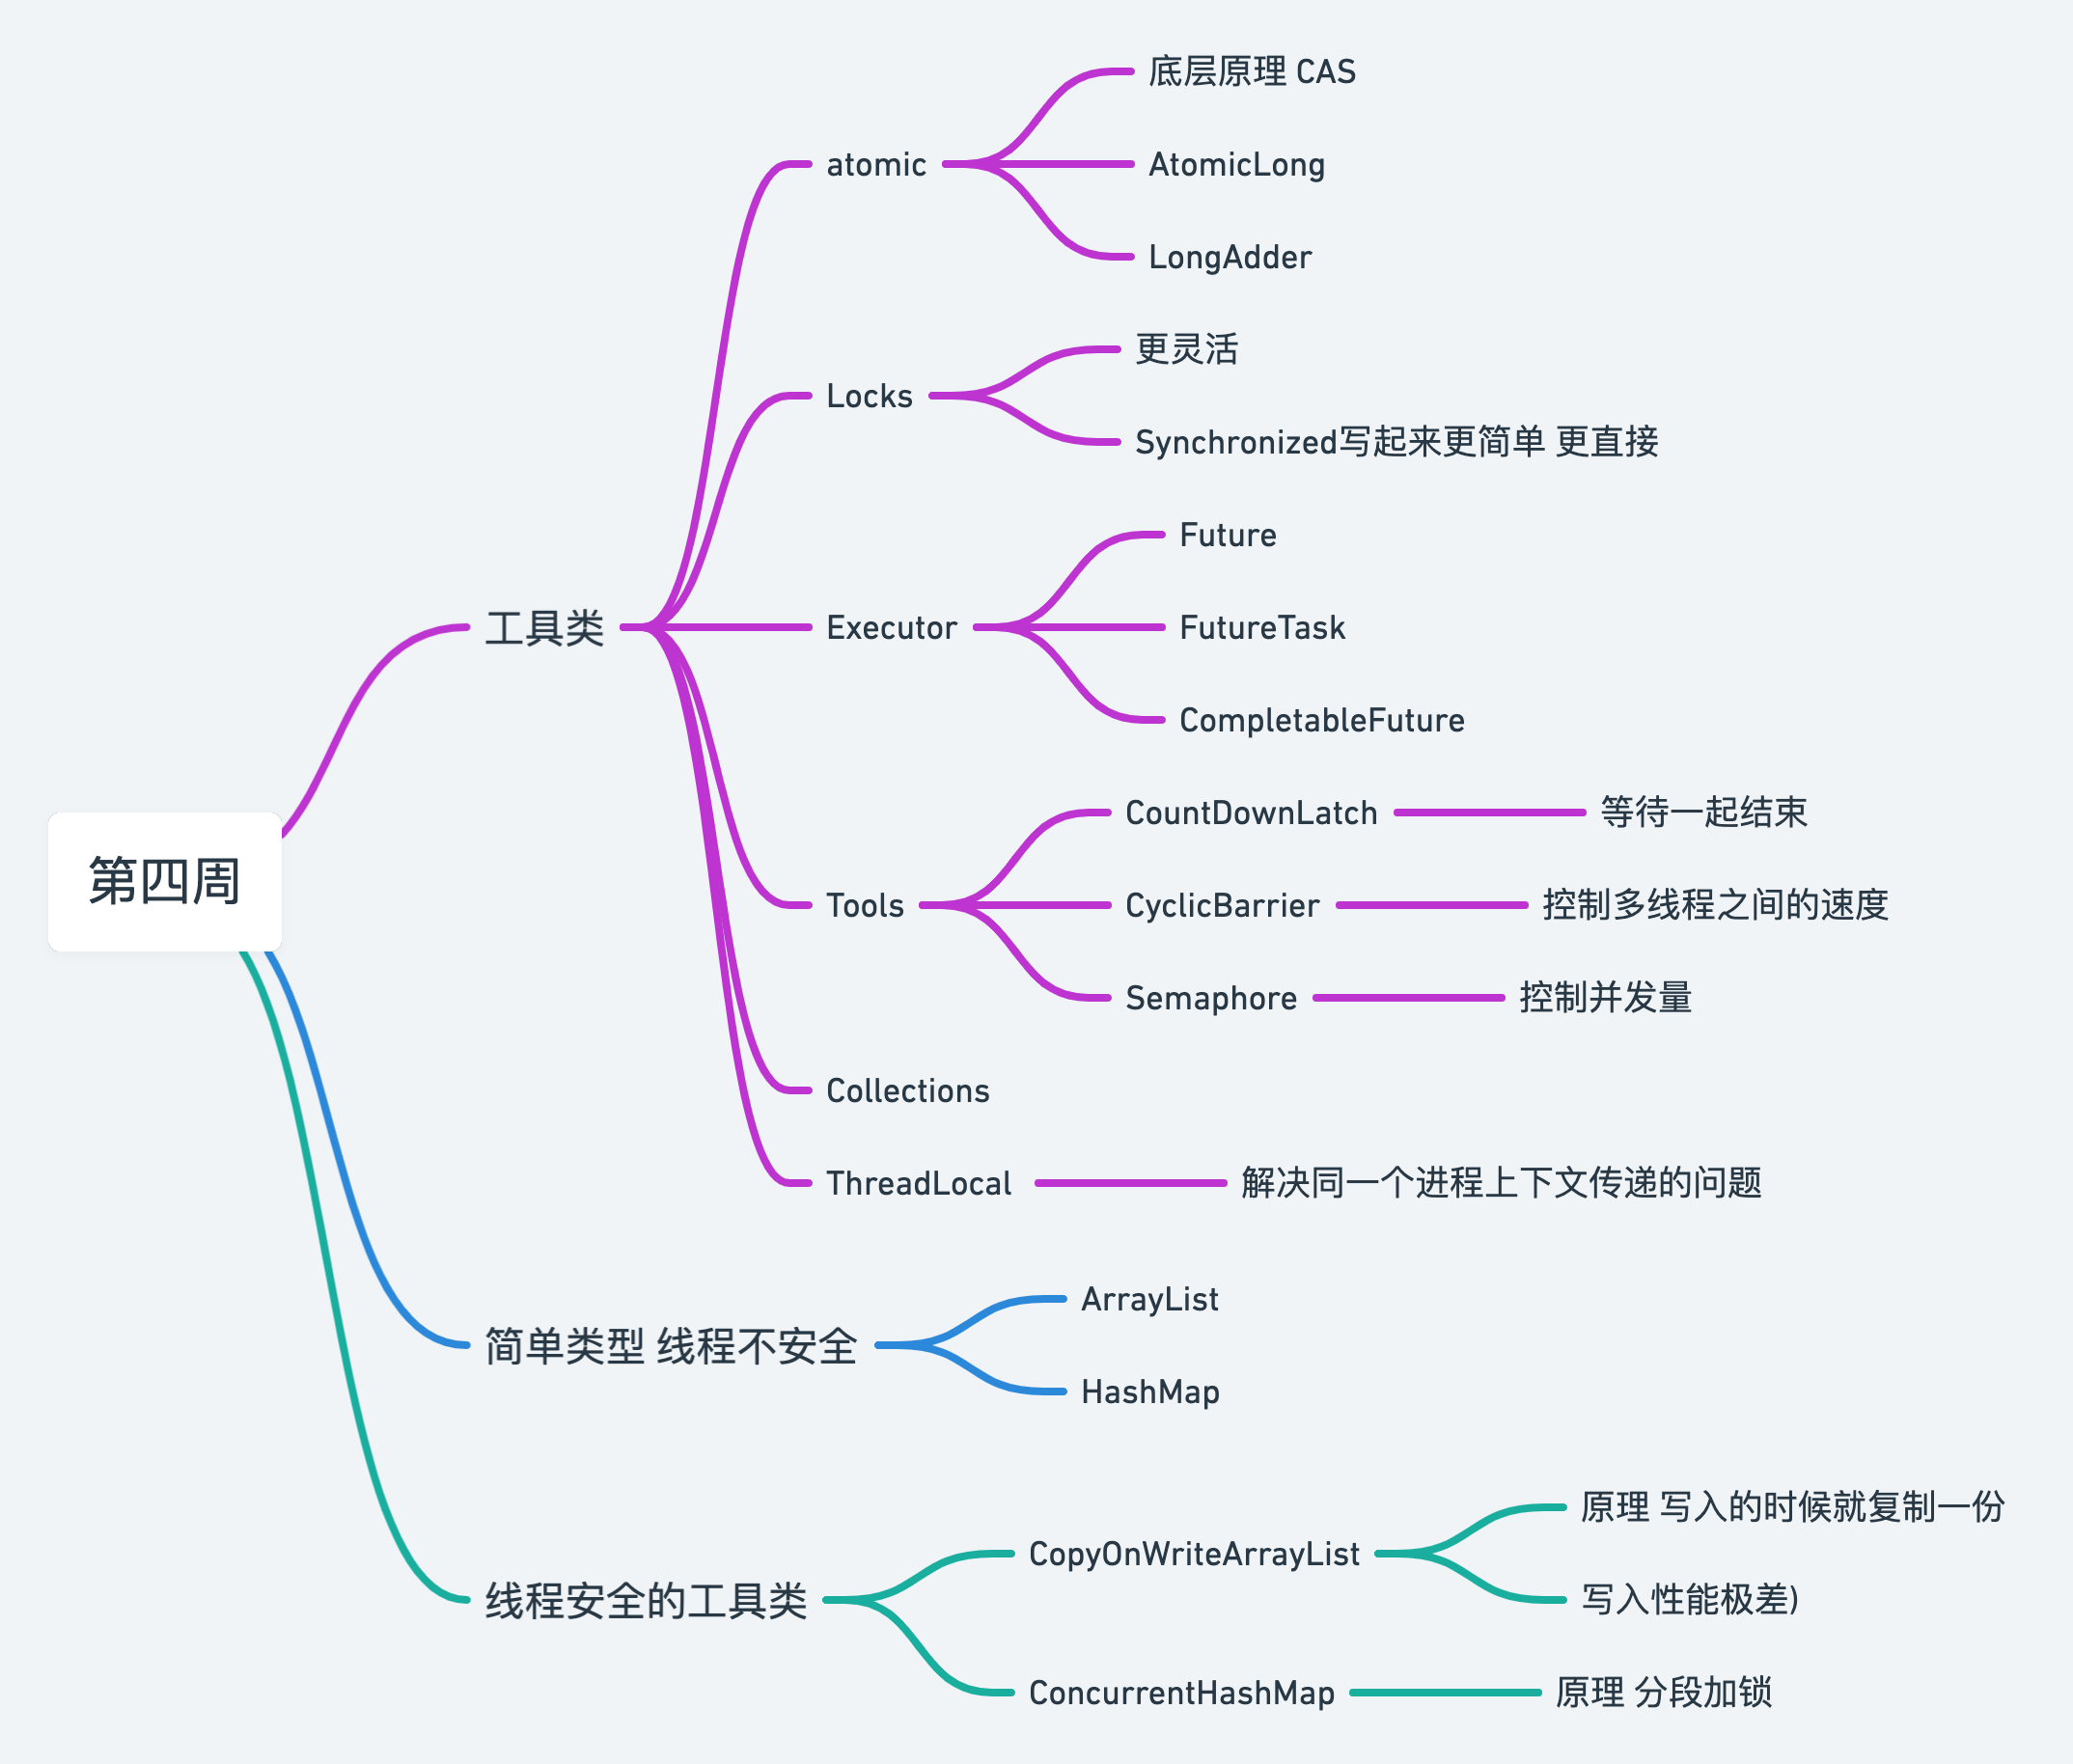 第四周
工具类
atomic
底层原理 CAS
AtomicLong
LongAdder
Locks
更灵活
Synchronized写起来更简单 更直接
Executor
Future
FutureTask
CompletableFuture
Tools
CountDownLatch
等待一起结束
CyclicBarrier
控制多线程之间的速度
Semaphore
控制并发量
Collections
ThreadLocal
解决同一个进程上下文传递的问题
简单类型 线程不安全
ArrayList
HashMap
线程安全的工具类
CopyOnWriteArrayList
原理 写入的时候就复制一份
写入性能极差)
ConcurrentHashMap
原理 分段加锁